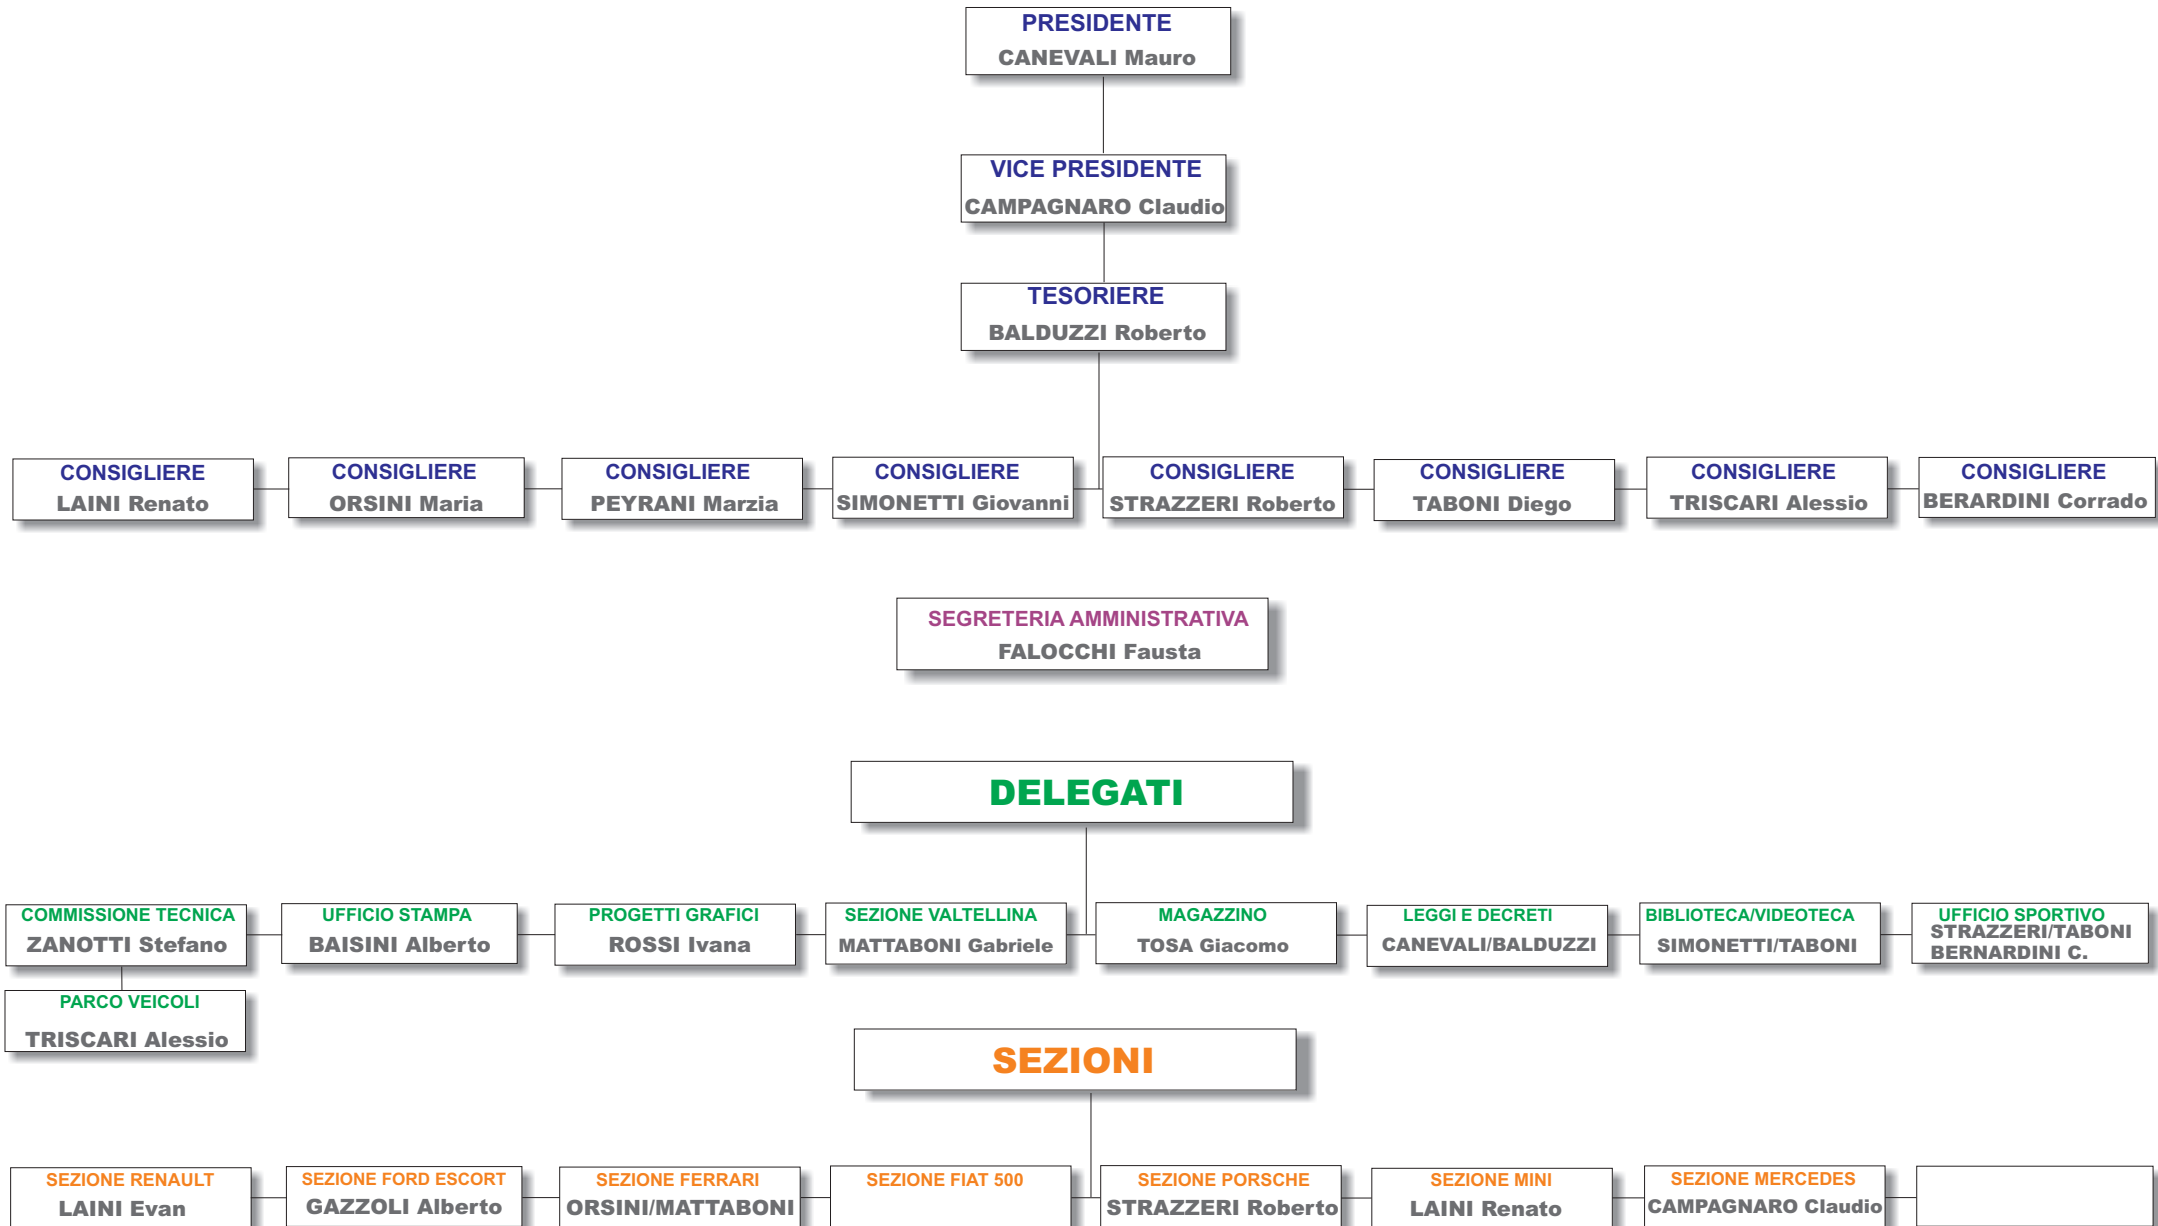 PRESIDENTE
CANEVALI Mauro
VICE PRESIDENTE
CAMPAGNARO Claudio
TESORIERE
BALDUZZI Roberto
CONSIGLIERE
LAINI Renato
CONSIGLIERE
ORSINI Maria
CONSIGLIERE
PEYRANI Marzia
CONSIGLIERE
SIMONETTI Giovanni
CONSIGLIERE
STRAZZERI Roberto
CONSIGLIERE
TABONI Diego
CONSIGLIERE
TRISCARI Alessio
CONSIGLIERE
BERARDINI Corrado
SEGRETERIA AMMINISTRATIVA
FALOCCHI Fausta
DELEGATI
COMMISSIONE TECNICA
ZANOTTI Stefano
UFFICIO STAMPA
BAISINI Alberto
PROGETTI GRAFICI
ROSSI Ivana
SEZIONE VALTELLINA
MATTABONI Gabriele
MAGAZZINO
TOSA Giacomo
LEGGI E DECRETI
CANEVALI/BALDUZZI
BIBLIOTECA/VIDEOTECA
SIMONETTI/TABONI
UFFICIO SPORTIVO
STRAZZERI/TABONI
BERNARDINI C.
PARCO VEICOLI
TRISCARI Alessio
SEZIONI
SEZIONE RENAULT
LAINI Evan
SEZIONE FORD ESCORT
GAZZOLI Alberto
SEZIONE FERRARI
ORSINI/MATTABONI
SEZIONE FIAT 500
SEZIONE PORSCHE
STRAZZERI Roberto
SEZIONE MINI
LAINI Renato
SEZIONE MERCEDES
CAMPAGNARO Claudio